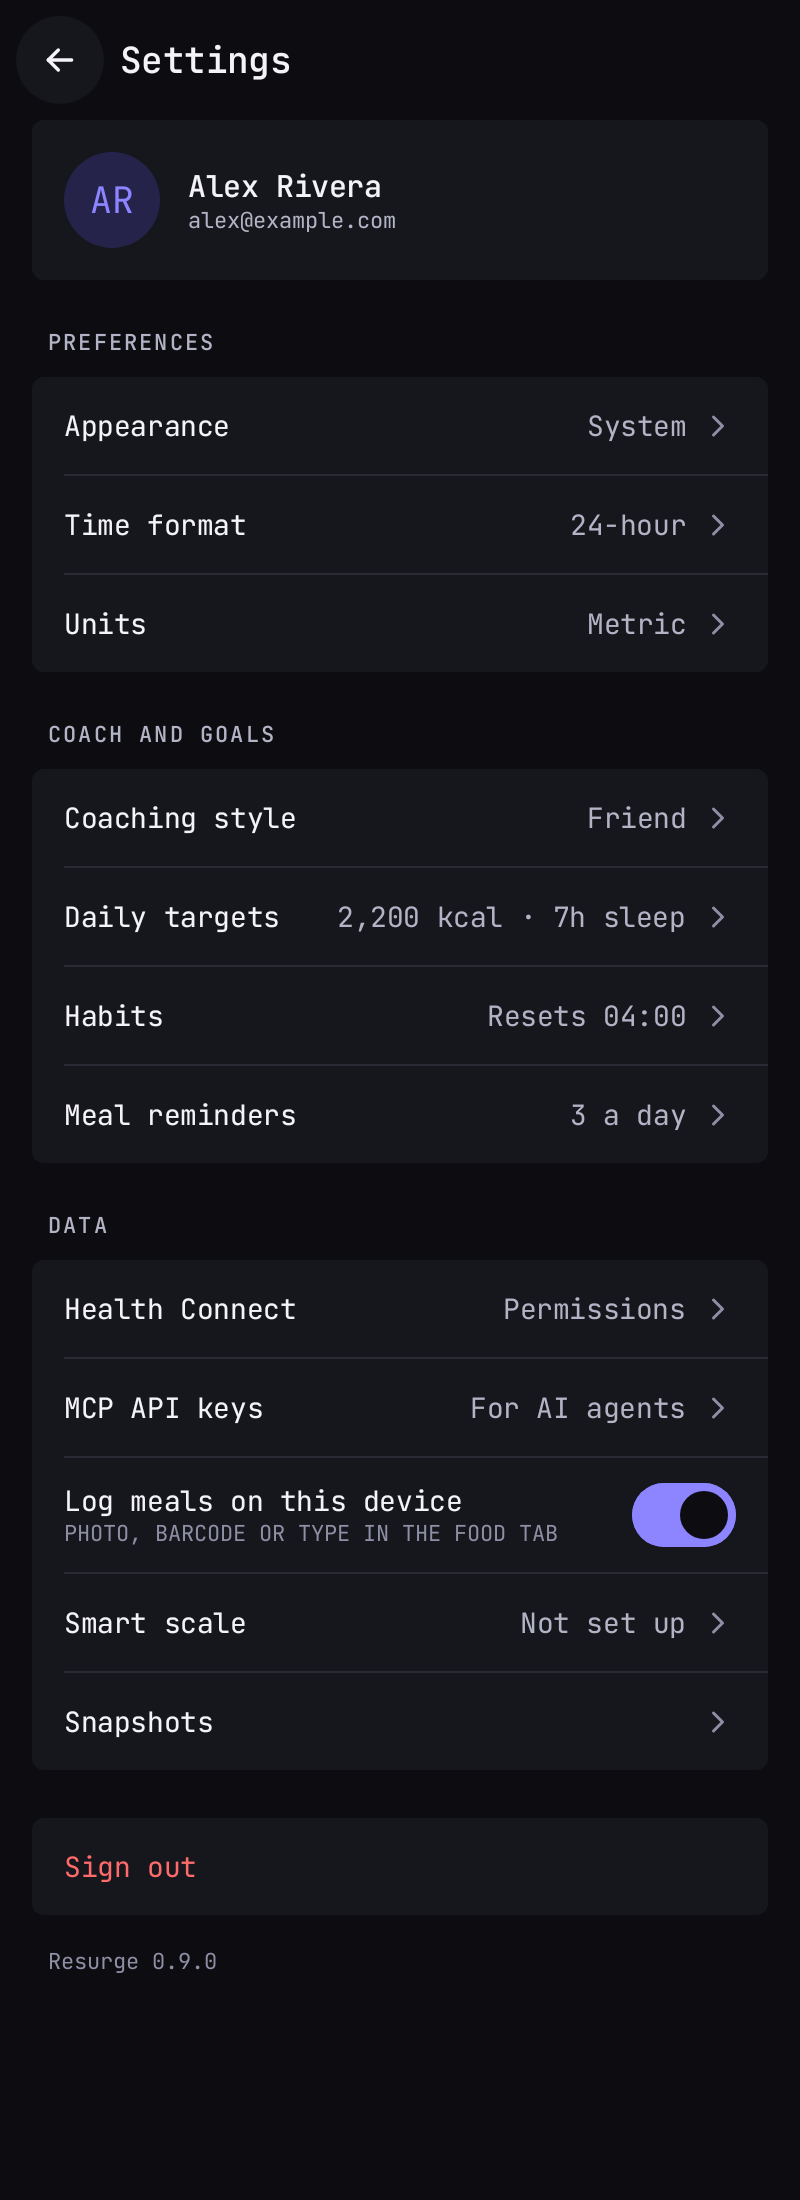 Settings
AR
Alex Rivera
alex@example.com
PREFERENCES
Appearance System
Time format 24-hour
Units Metric
COACH AND GOALS
Coaching style Friend
Daily targets 2,200 kcal · 7h sleep
Habits Resets 04:00
Meal reminders 3 a day
DATA
Health Connect Permissions
MCP API keys For AI agents
Log meals on this device
PHOTO, BARCODE OR TYPE IN THE FOOD TAB
Smart scale Not set up
Snapshots
Sign out
Resurge 0.9.0